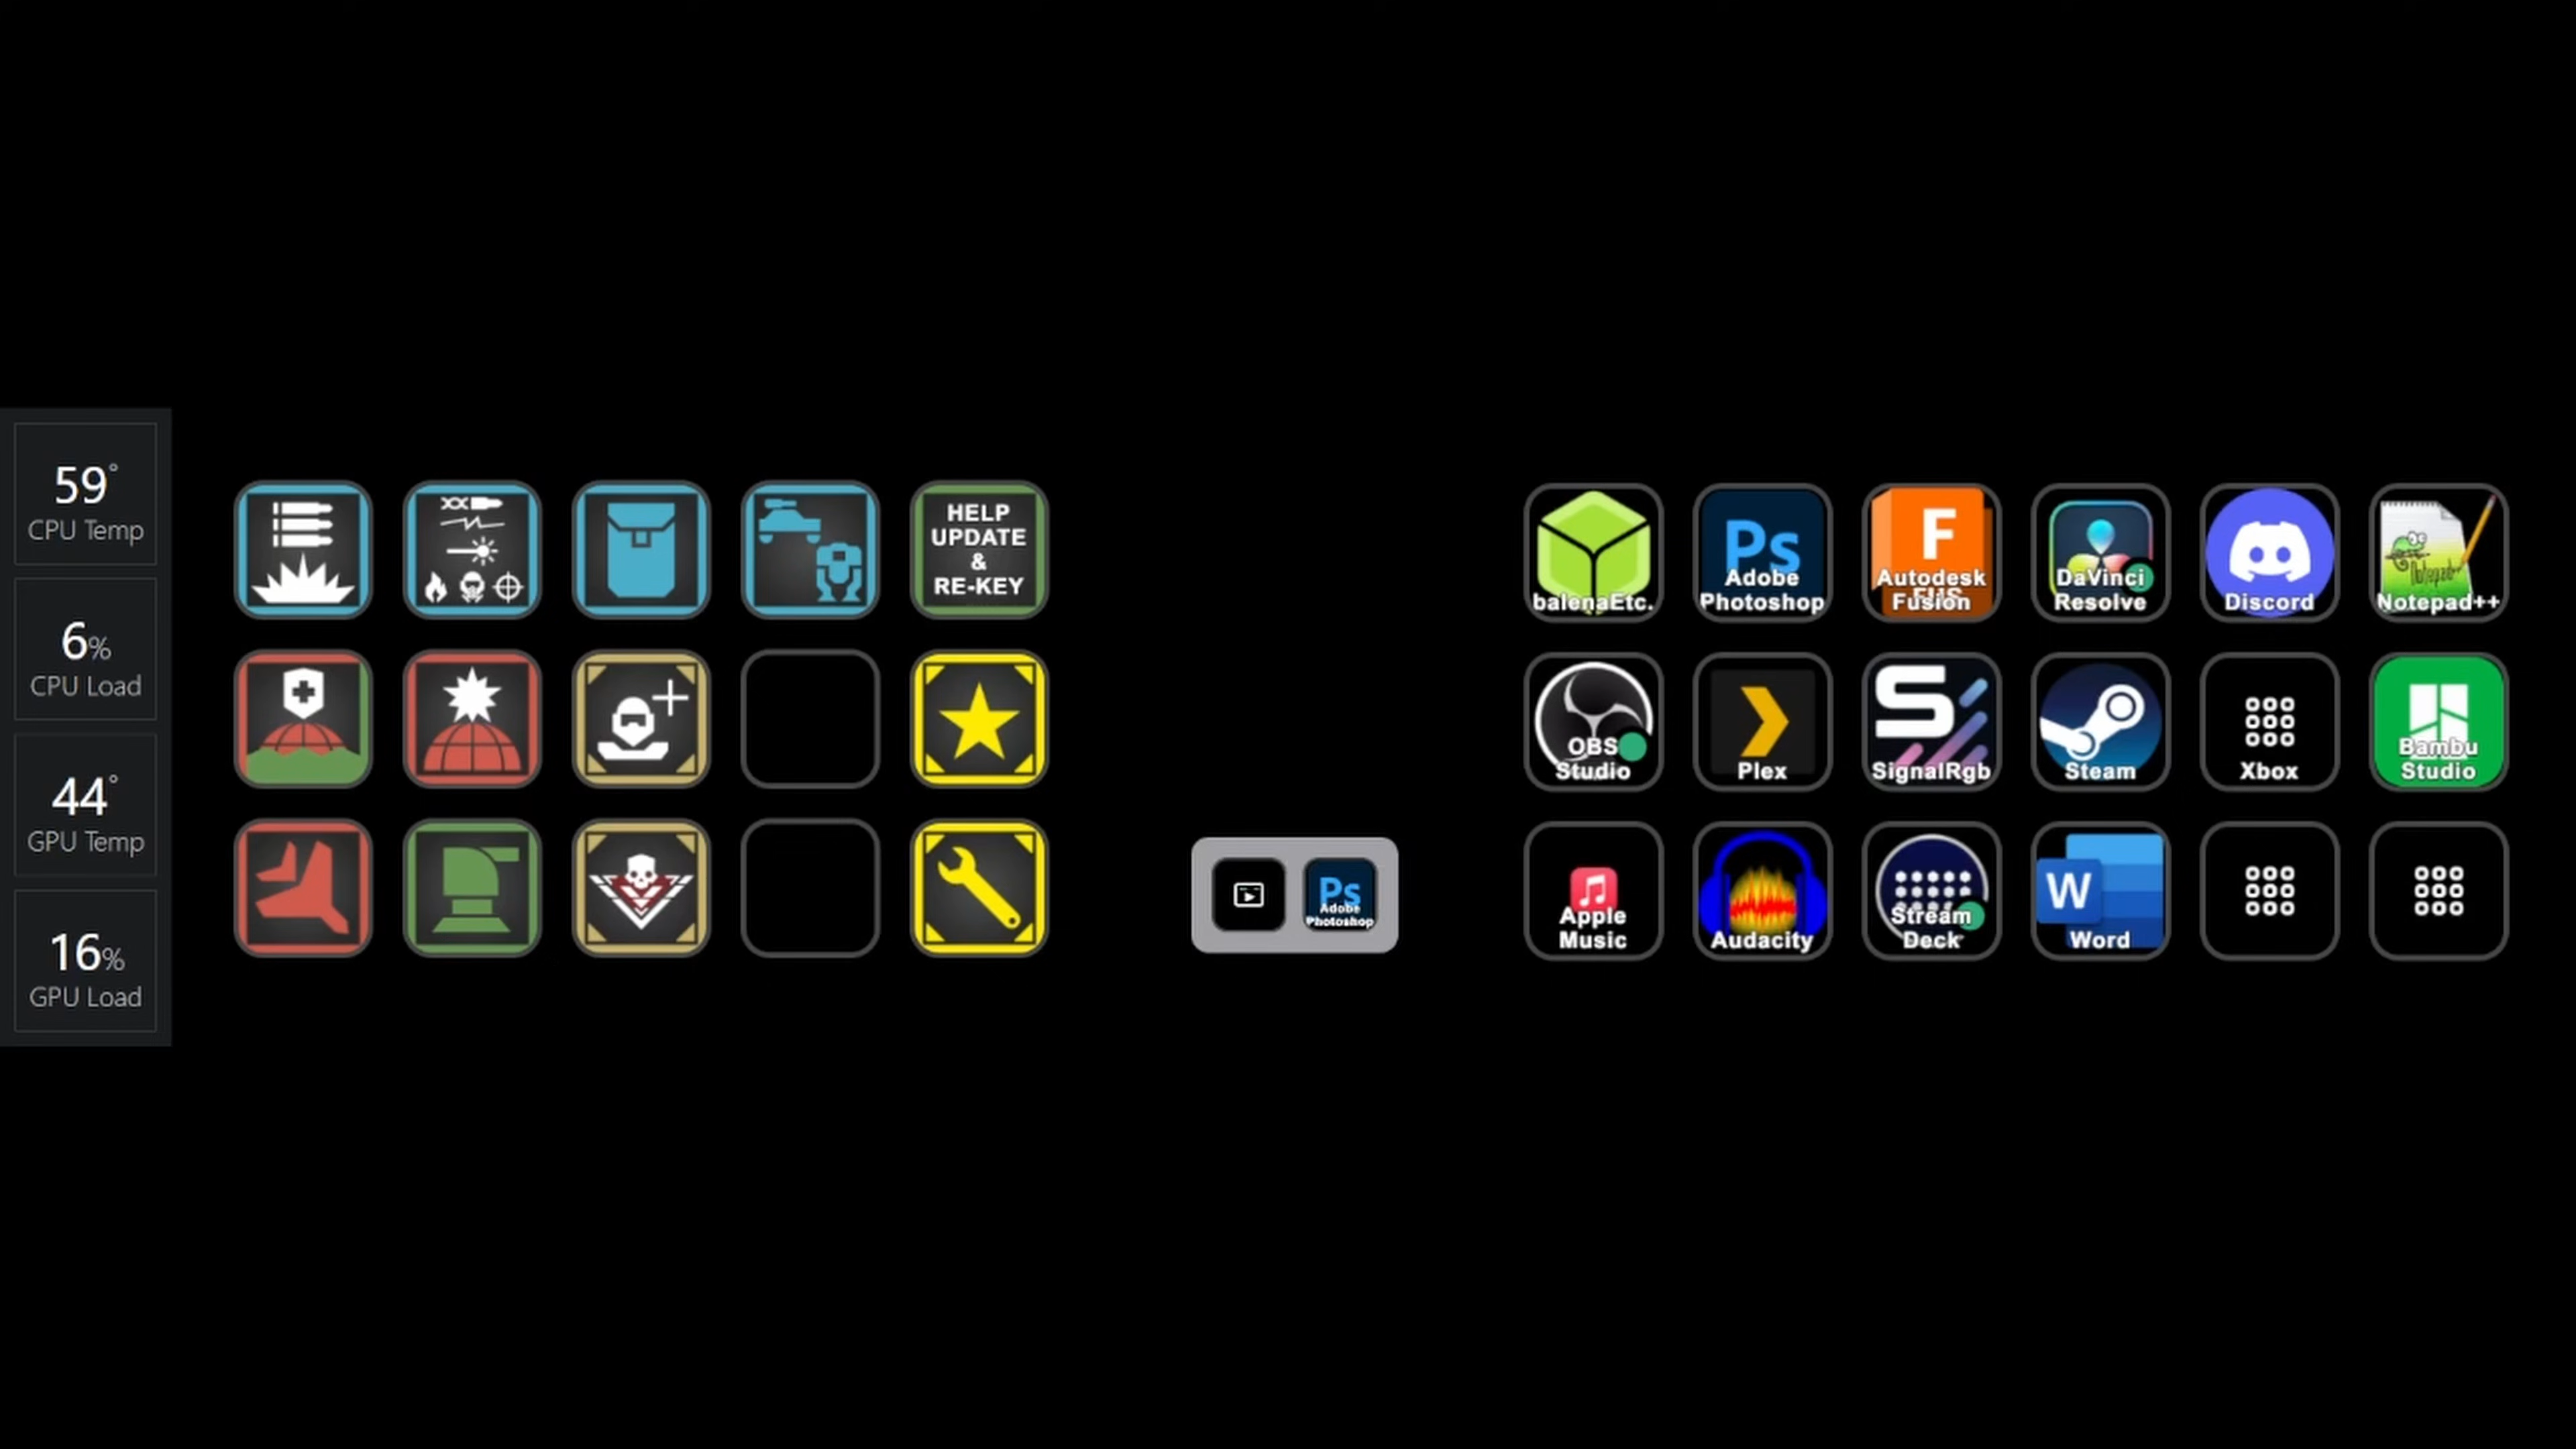 59°
CPU Temp
6%
CPU Load
44°
GPU Temp
16%
GPU Load
HELP
UPDATE
&
RE-KEY
Ps
Adobe
Photoshop
balenaEtc.
Ps
Adobe
Photoshop
F
Autodesk
Fusion
DaVinci
Resolve
Discord
Notepad++
OBS
Studio
Plex
S
SignalRgb
Steam
Xbox
Bambu
Studio
Apple
Music
Audacity
Stream
Deck
W
Word